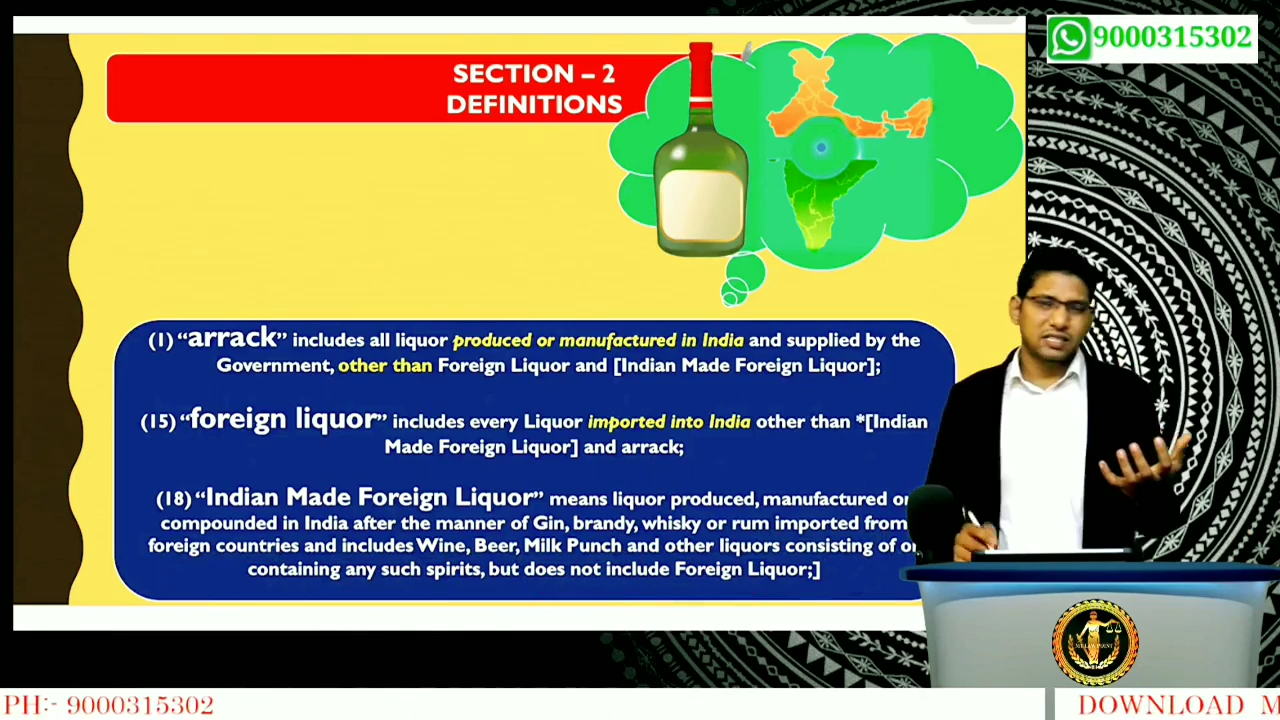 9000315302
SECTION – 2
DEFINITIONS
(1) “arrack” includes all liquor produced or manufactured in India and supplied by the
Government, other than Foreign Liquor and [Indian Made Foreign Liquor];
(15) “foreign liquor” includes every Liquor imported into India other than *[Indian
Made Foreign Liquor] and arrack;
(18) “Indian Made Foreign Liquor” means liquor produced, manufactured or
compounded in India after the manner of Gin, brandy, whisky or rum imported from
foreign countries and includes Wine, Beer, Milk Punch and other liquors consisting of or
containing any such spirits, but does not include Foreign Liquor;]
PH:- 9000315302
DOWNLOAD M